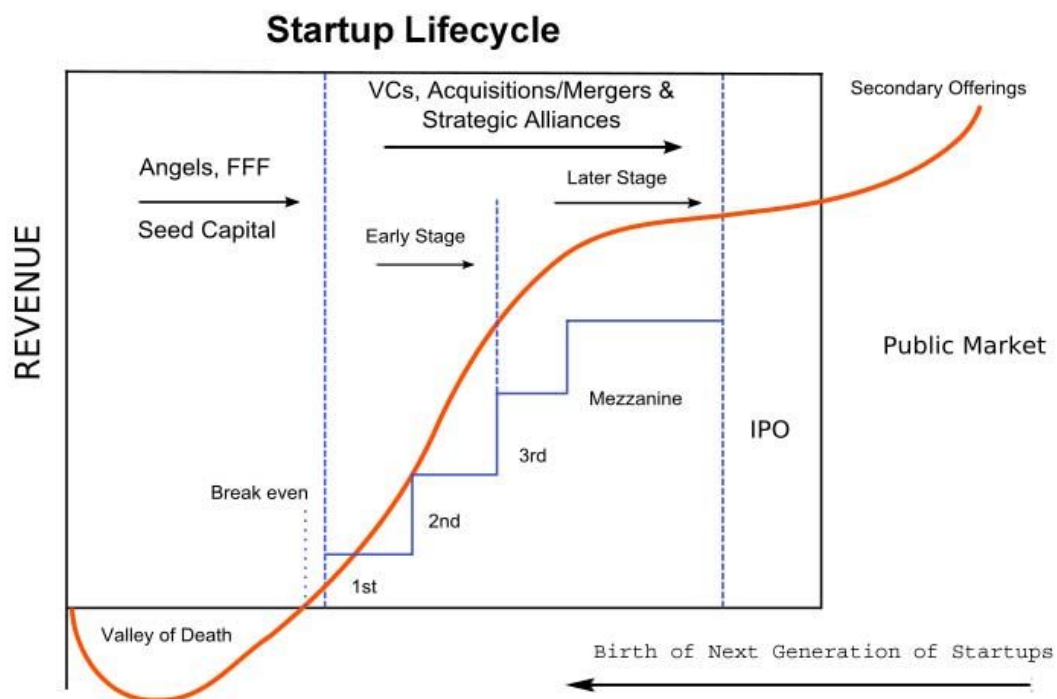 Startup Lifecycle
VCs, Acquisitions/Mergers &
Strategic Alliances
Secondary Offerings
Angels, FFF
Seed Capital
Later Stage
Early Stage
REVENUE
Public Market
Mezzanine
IPO
3rd
Break even
2nd
1st
Valley of Death
Birth of Next Generation of Startups